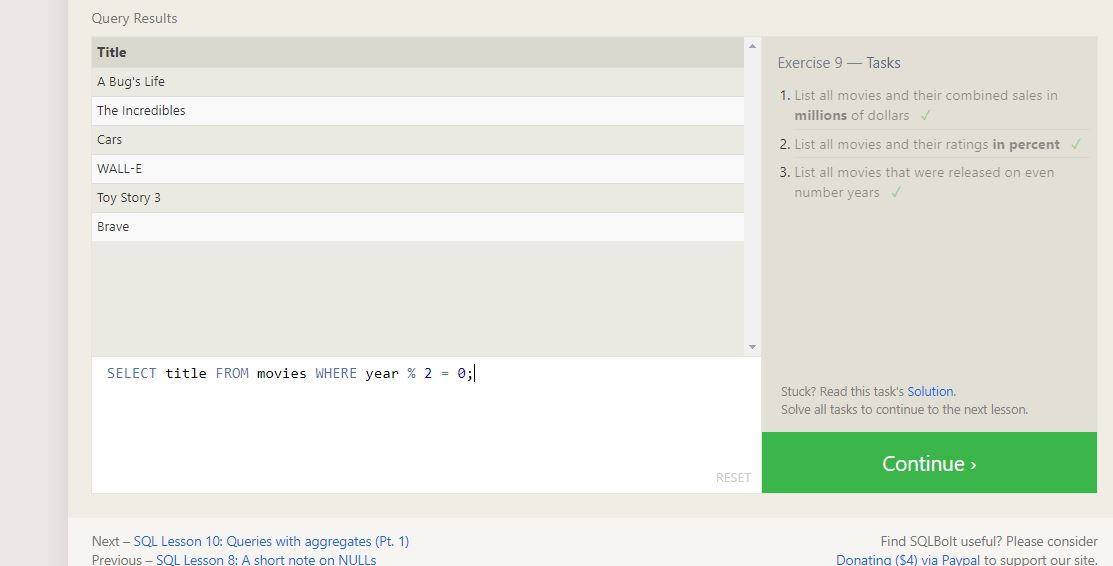 Query Results
Title
A Bug's Life
The Incredibles
Cars
WALL-E
Toy Story 3
Brave
SELECT title FROM movies WHERE year % 2 = 0;
RESET
Exercise 9 — Tasks
1. List all movies and their combined sales in
millions of dollars ✓
2. List all movies and their ratings in percent ✓
3. List all movies that were released on even
number years ✓
Stuck? Read this task's Solution.
Solve all tasks to continue to the next lesson.
Continue ›
Next – SQL Lesson 10: Queries with aggregates (Pt. 1)
Previous – SQL Lesson 8: A short note on NULLs
Find SQLBolt useful? Please consider
Donating ($4) via Paypal to support our site.